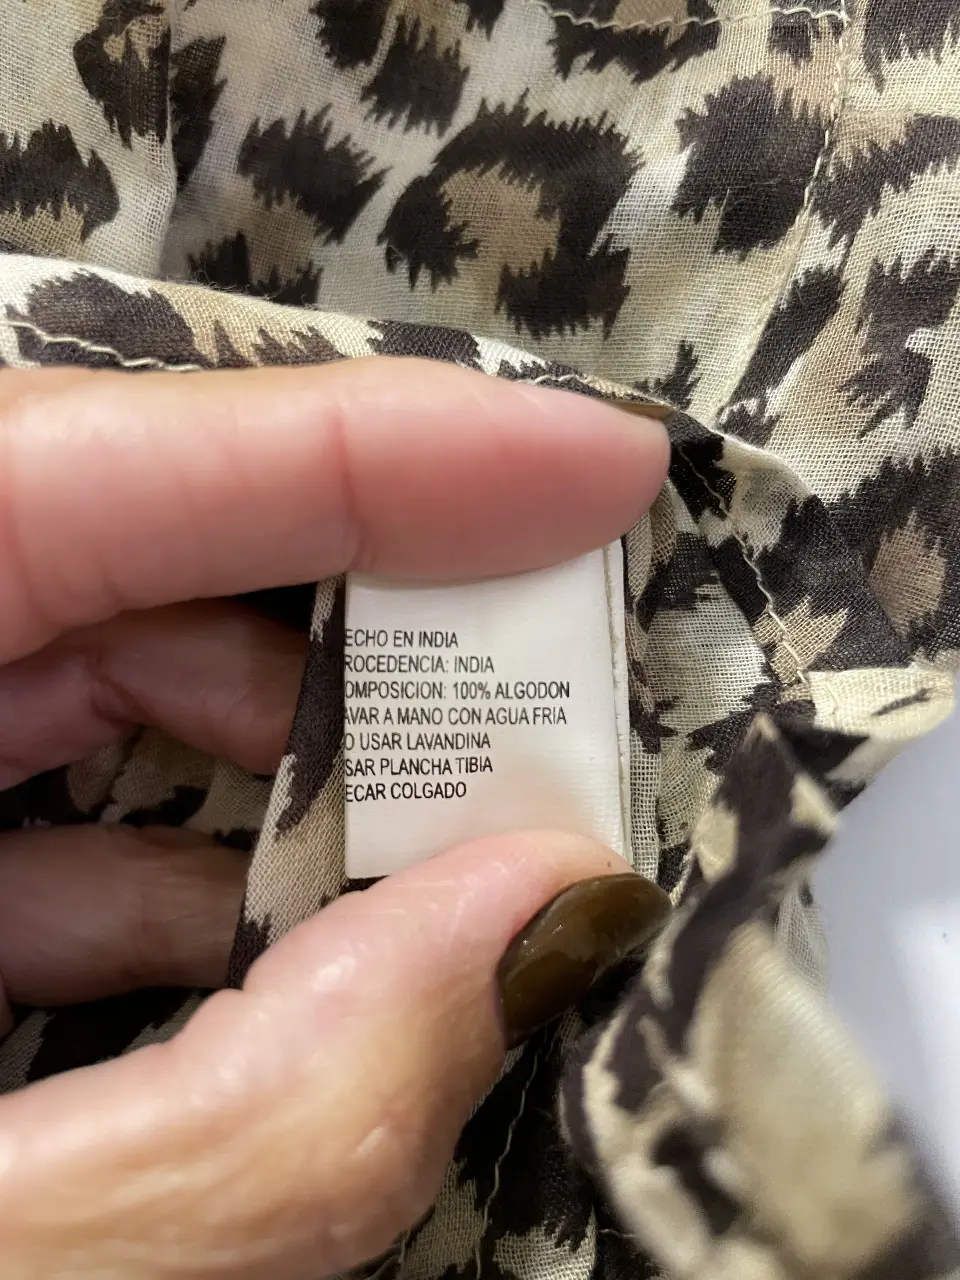 ECHO EN INDIA
ROCEDENCIA: INDIA
OMPOSICION: 100% ALGODON
AVAR A MANO CON AGUA FRIA
O USAR LAVANDINA
SAR PLANCHA TIBIA
ECAR COLGADO